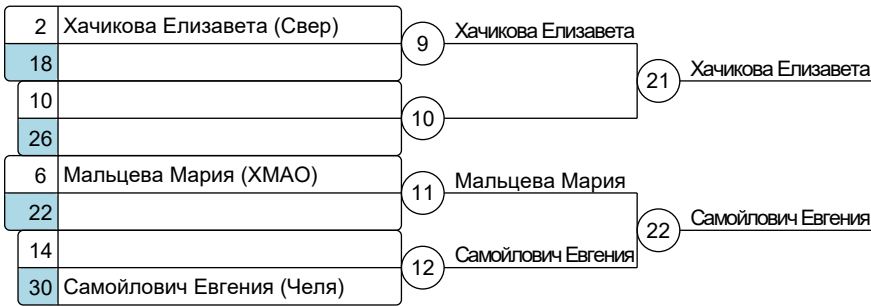 2 Хачикова Елизавета (Свер)
18
9 Хачикова Елизавета
10
26
10
21 Хачикова Елизавета
6 Мальцева Мария (ХМАО)
22
11 Мальцева Мария
14
30 Самойлович Евгения (Челя)
12 Самойлович Евгения
22 Самойлович Евгения